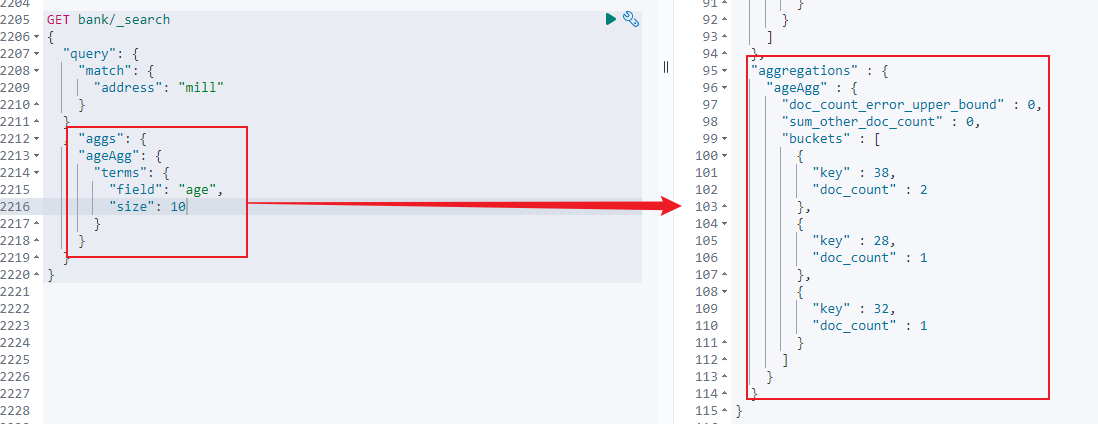 2204
2205 GET bank/_search
2206 {
2207 "query": {
2208 "match": {
2209 "address": "mill"
2210 }
2211 }
2212 "aggs": {
2213 "ageAgg": {
2214 "terms": {
2215 "field": "age",
2216 "size": 10
2217 }
2218 }
2219 }
2220 }
2221
2222
2223
2224
2225
2226
2227
2228
91 }
92 }
93 ]
94 },
95 "aggregations" : {
96 "ageAgg" : {
97 "doc_count_error_upper_bound" : 0,
98 "sum_other_doc_count" : 0,
99 "buckets" : [
100 {
101 "key" : 38,
102 "doc_count" : 2
103 },
104 {
105 "key" : 28,
106 "doc_count" : 1
107 },
108 {
109 "key" : 32,
110 "doc_count" : 1
111 }
112 ]
113 }
114 }
115 }